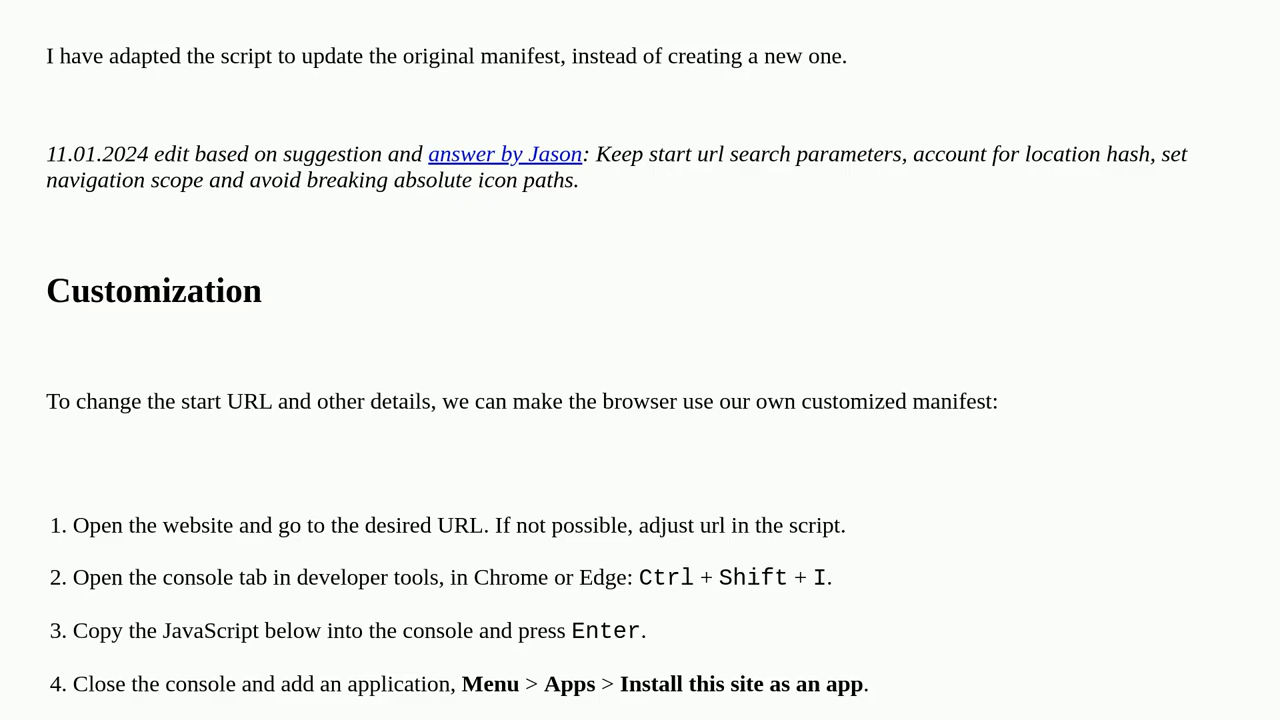 I have adapted the script to update the original manifest, instead of creating a new one.
11.01.2024 edit based on suggestion and answer by Jason: Keep start url search parameters, account for location hash, set
navigation scope and avoid breaking absolute icon paths.
Customization
To change the start URL and other details, we can make the browser use our own customized manifest:
1. Open the website and go to the desired URL. If not possible, adjust url in the script.
2. Open the console tab in developer tools, in Chrome or Edge: Ctrl + Shift + I.
3. Copy the JavaScript below into the console and press Enter.
4. Close the console and add an application, Menu > Apps > Install this site as an app.